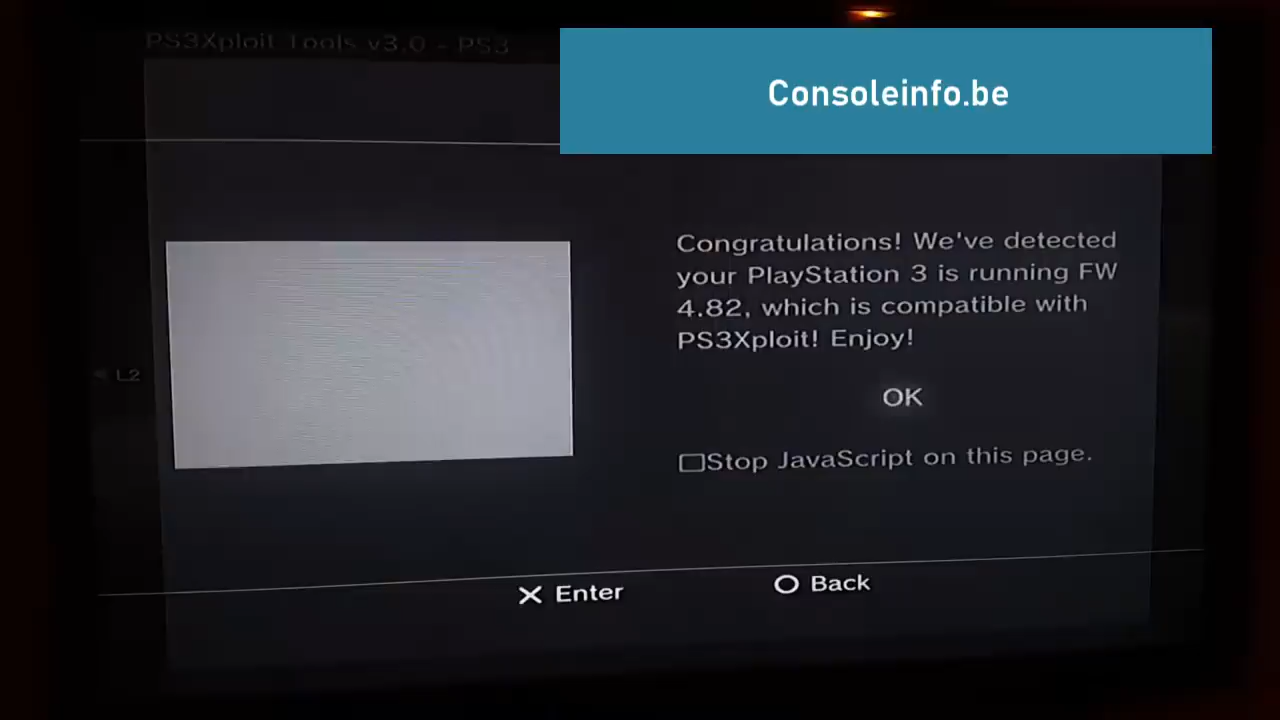 PS3Xploit Tools v3.0 - PS3
Consoleinfo.be
Congratulations! We've detected
your PlayStation 3 is running FW
4.82, which is compatible with
PS3Xploit! Enjoy!
L2
OK
Stop JavaScript on this page.
Enter
Back